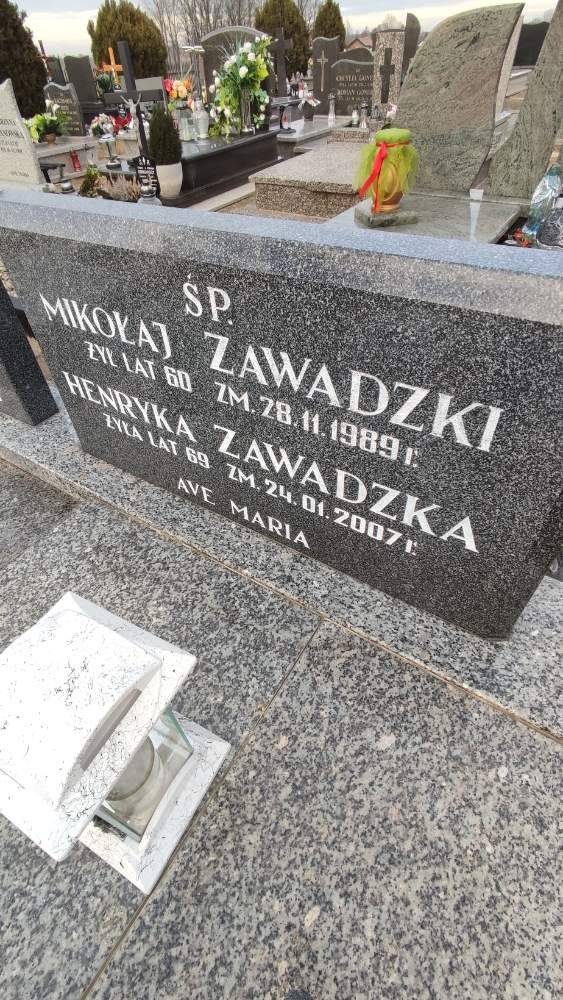 ŚP.
MIKOŁAJ ZAWADZKI
ŻYŁ LAT 60 ZM. 28.11.1989 r.
HENRYKA ZAWADZKA
ŻYŁA LAT 69 ZM. 24.01.2007 r.
AVE MARIA